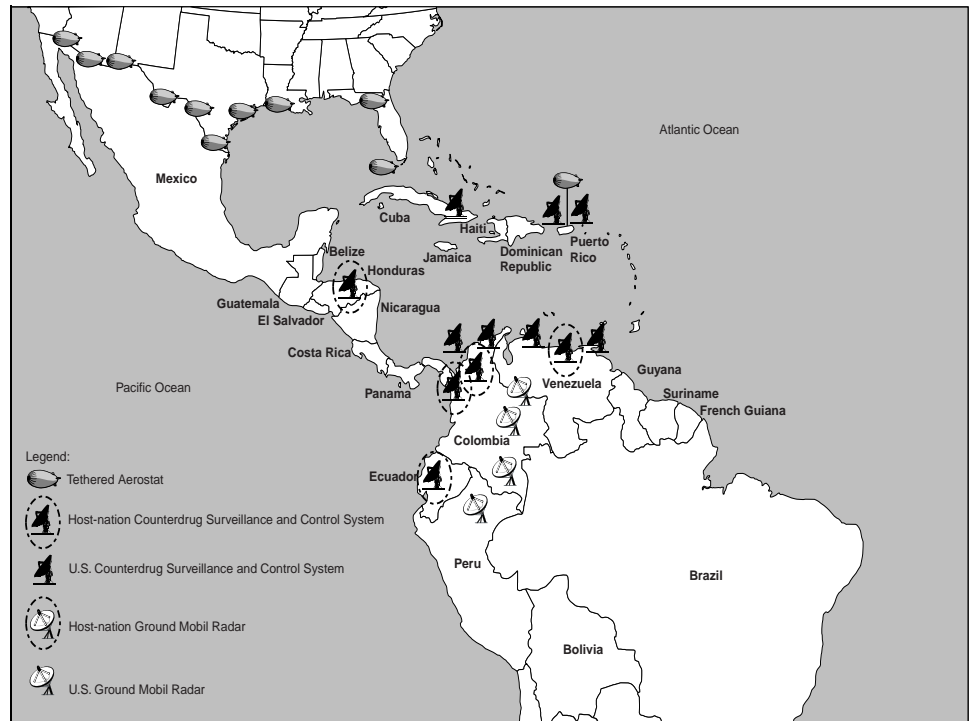 Atlantic Ocean
Mexico
Cuba
Haiti
Jamaica
Dominican
Republic
Puerto
Rico
Belize
Honduras
Guatemala
El Salvador
Nicaragua
Costa Rica
Panama
Pacific Ocean
Venezuela
Guyana
Suriname
French Guiana
Colombia
Ecuador
Peru
Brazil
Bolivia
Legend:
Tethered Aerostat
Host-nation Counterdrug Surveillance and Control System
U.S. Counterdrug Surveillance and Control System
Host-nation Ground Mobil Radar
U.S. Ground Mobil Radar